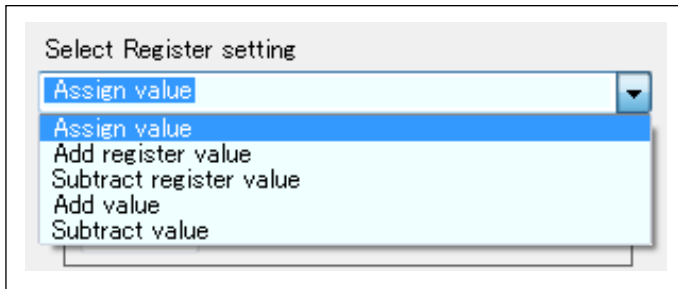 Select Register setting
Assign value
Assign value
Add register value
Subtract register value
Add value
Subtract value